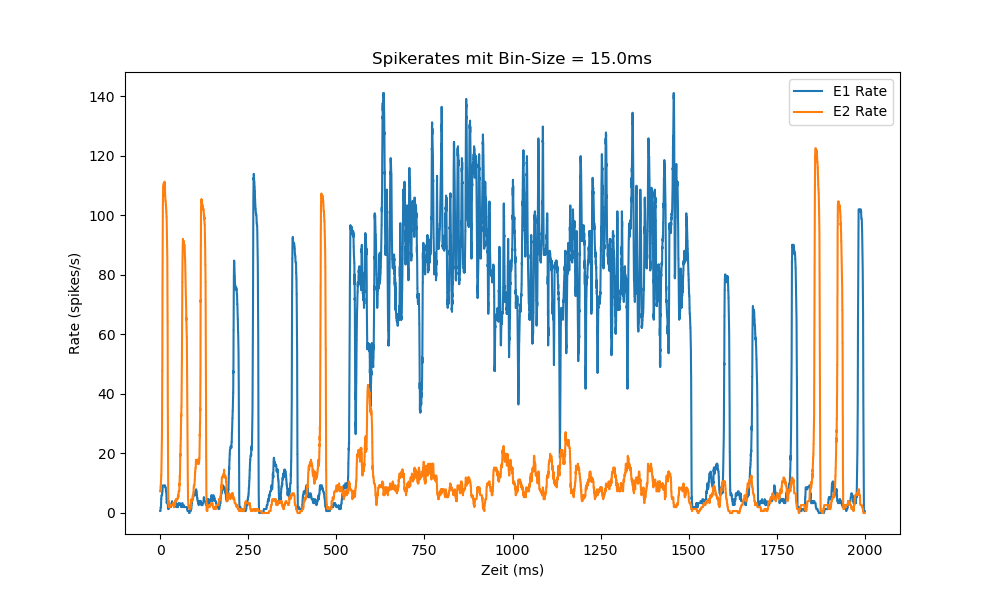 Spikerates mit Bin-Size = 15.0ms
E1 Rate
E2 Rate
140
120
100
80
60
40
20
0
Rate (spikes/s)
0 250 500 750 1000 1250 1500 1750 2000
Zeit (ms)